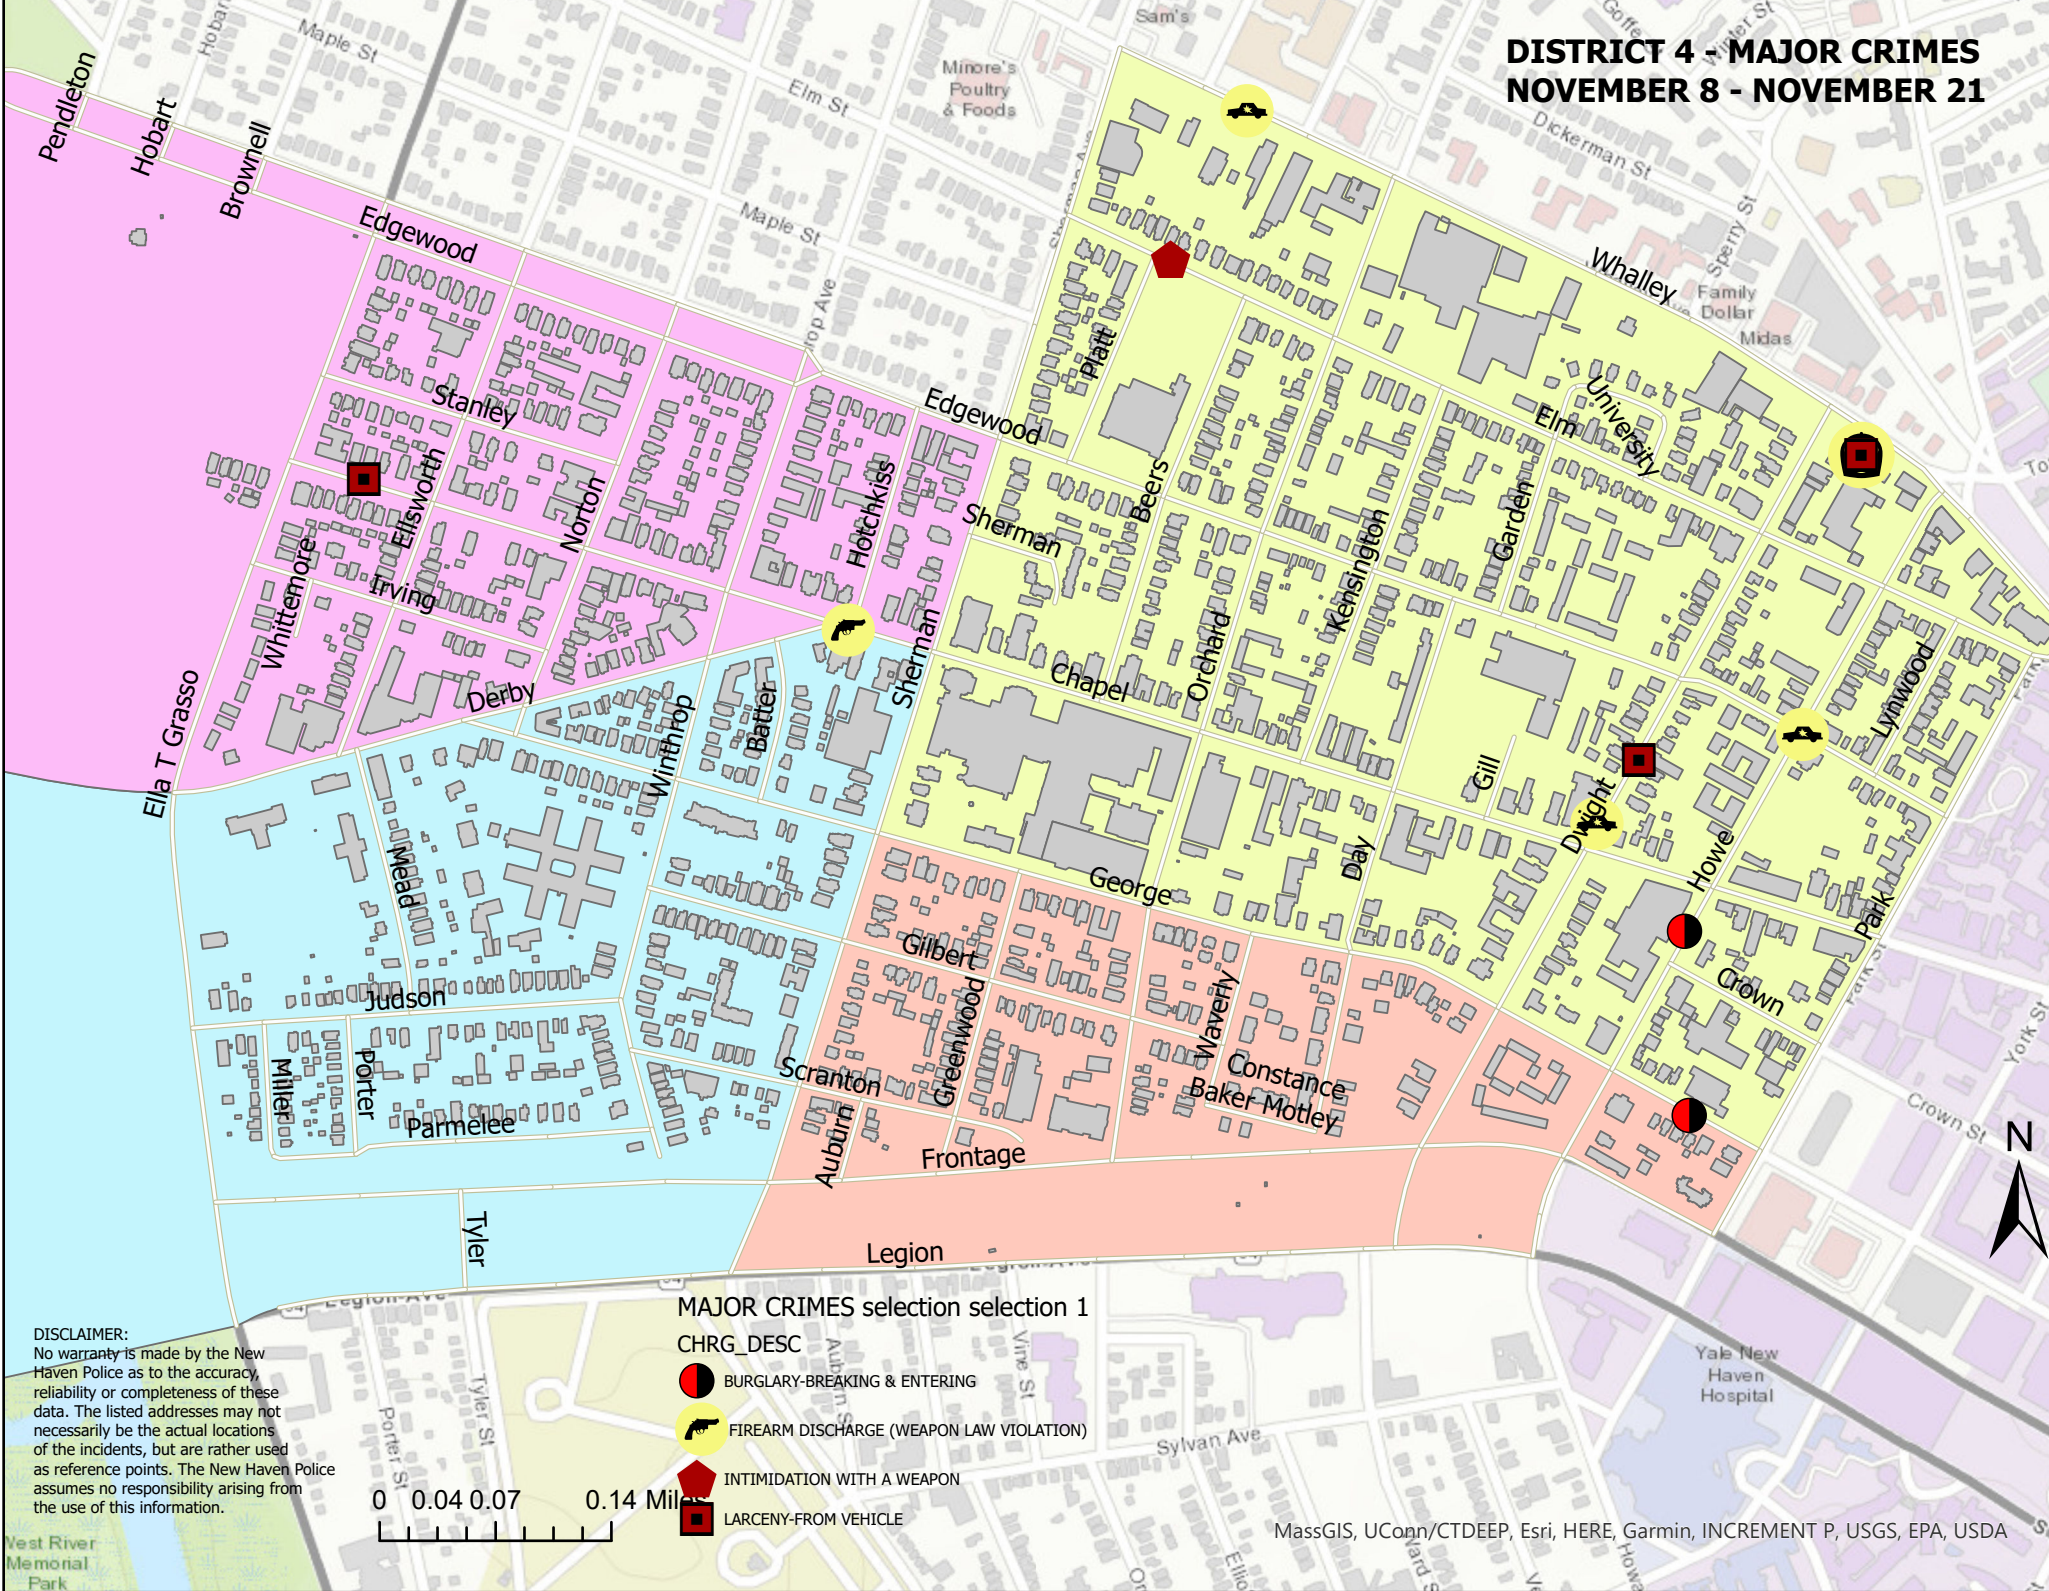 DISTRICT 4 - MAJOR CRIMES
NOVEMBER 8 - NOVEMBER 21
Sam's
Goffe
Hobart
Maple St
Minore's
Poultry
& Foods
Elm St
Dickerman St
Pendleton
Hobart
Brownell
Edgewood
Maple St
Sperry St
Whalley
Family
Dollar
Midas
Platt
Stanley
Edgewood
University
Elm
Ellsworth
Norton
Hotchkiss
Sherman
Beers
Garden
Kensington
Whittemore
Irving
Sherman
Orchard
Chapel
Lynwood
Ella T Grasso
Derby
Winthrop
Batter
Gill
Dwight
Day
Howe
Mead
George
Park
Gilbert
Crown
Park St
York St
Judson
Greenwood
Waverly
Constance
Baker Motley
Miller
Porter
Scranton
Parmelee
Auburn
Frontage
Crown St
N
Tyler
Legion
Legion Ave
MAJOR CRIMES selection selection 1
CHRG_DESC
BURGLARY-BREAKING & ENTERING
FIREARM DISCHARGE (WEAPON LAW VIOLATION)
INTIMIDATION WITH A WEAPON
LARCENY-FROM VEHICLE
DISCLAIMER:
No warranty is made by the New
Haven Police as to the accuracy,
reliability or completeness of these
data. The listed addresses may not
necessarily be the actual locations
of the incidents, but are rather used
as reference points. The New Haven Police
assumes no responsibility arising from
the use of this information.
0 0.04 0.07 0.14 Miles
Porter St
Tyler St
Auburn St
Vine St
Sylvan Ave
Yale New
Haven
Hospital
West River
Memorial
Park
MassGIS, UConn/CTDEEP, Esri, HERE, Garmin, INCREMENT P, USGS, EPA, USDA